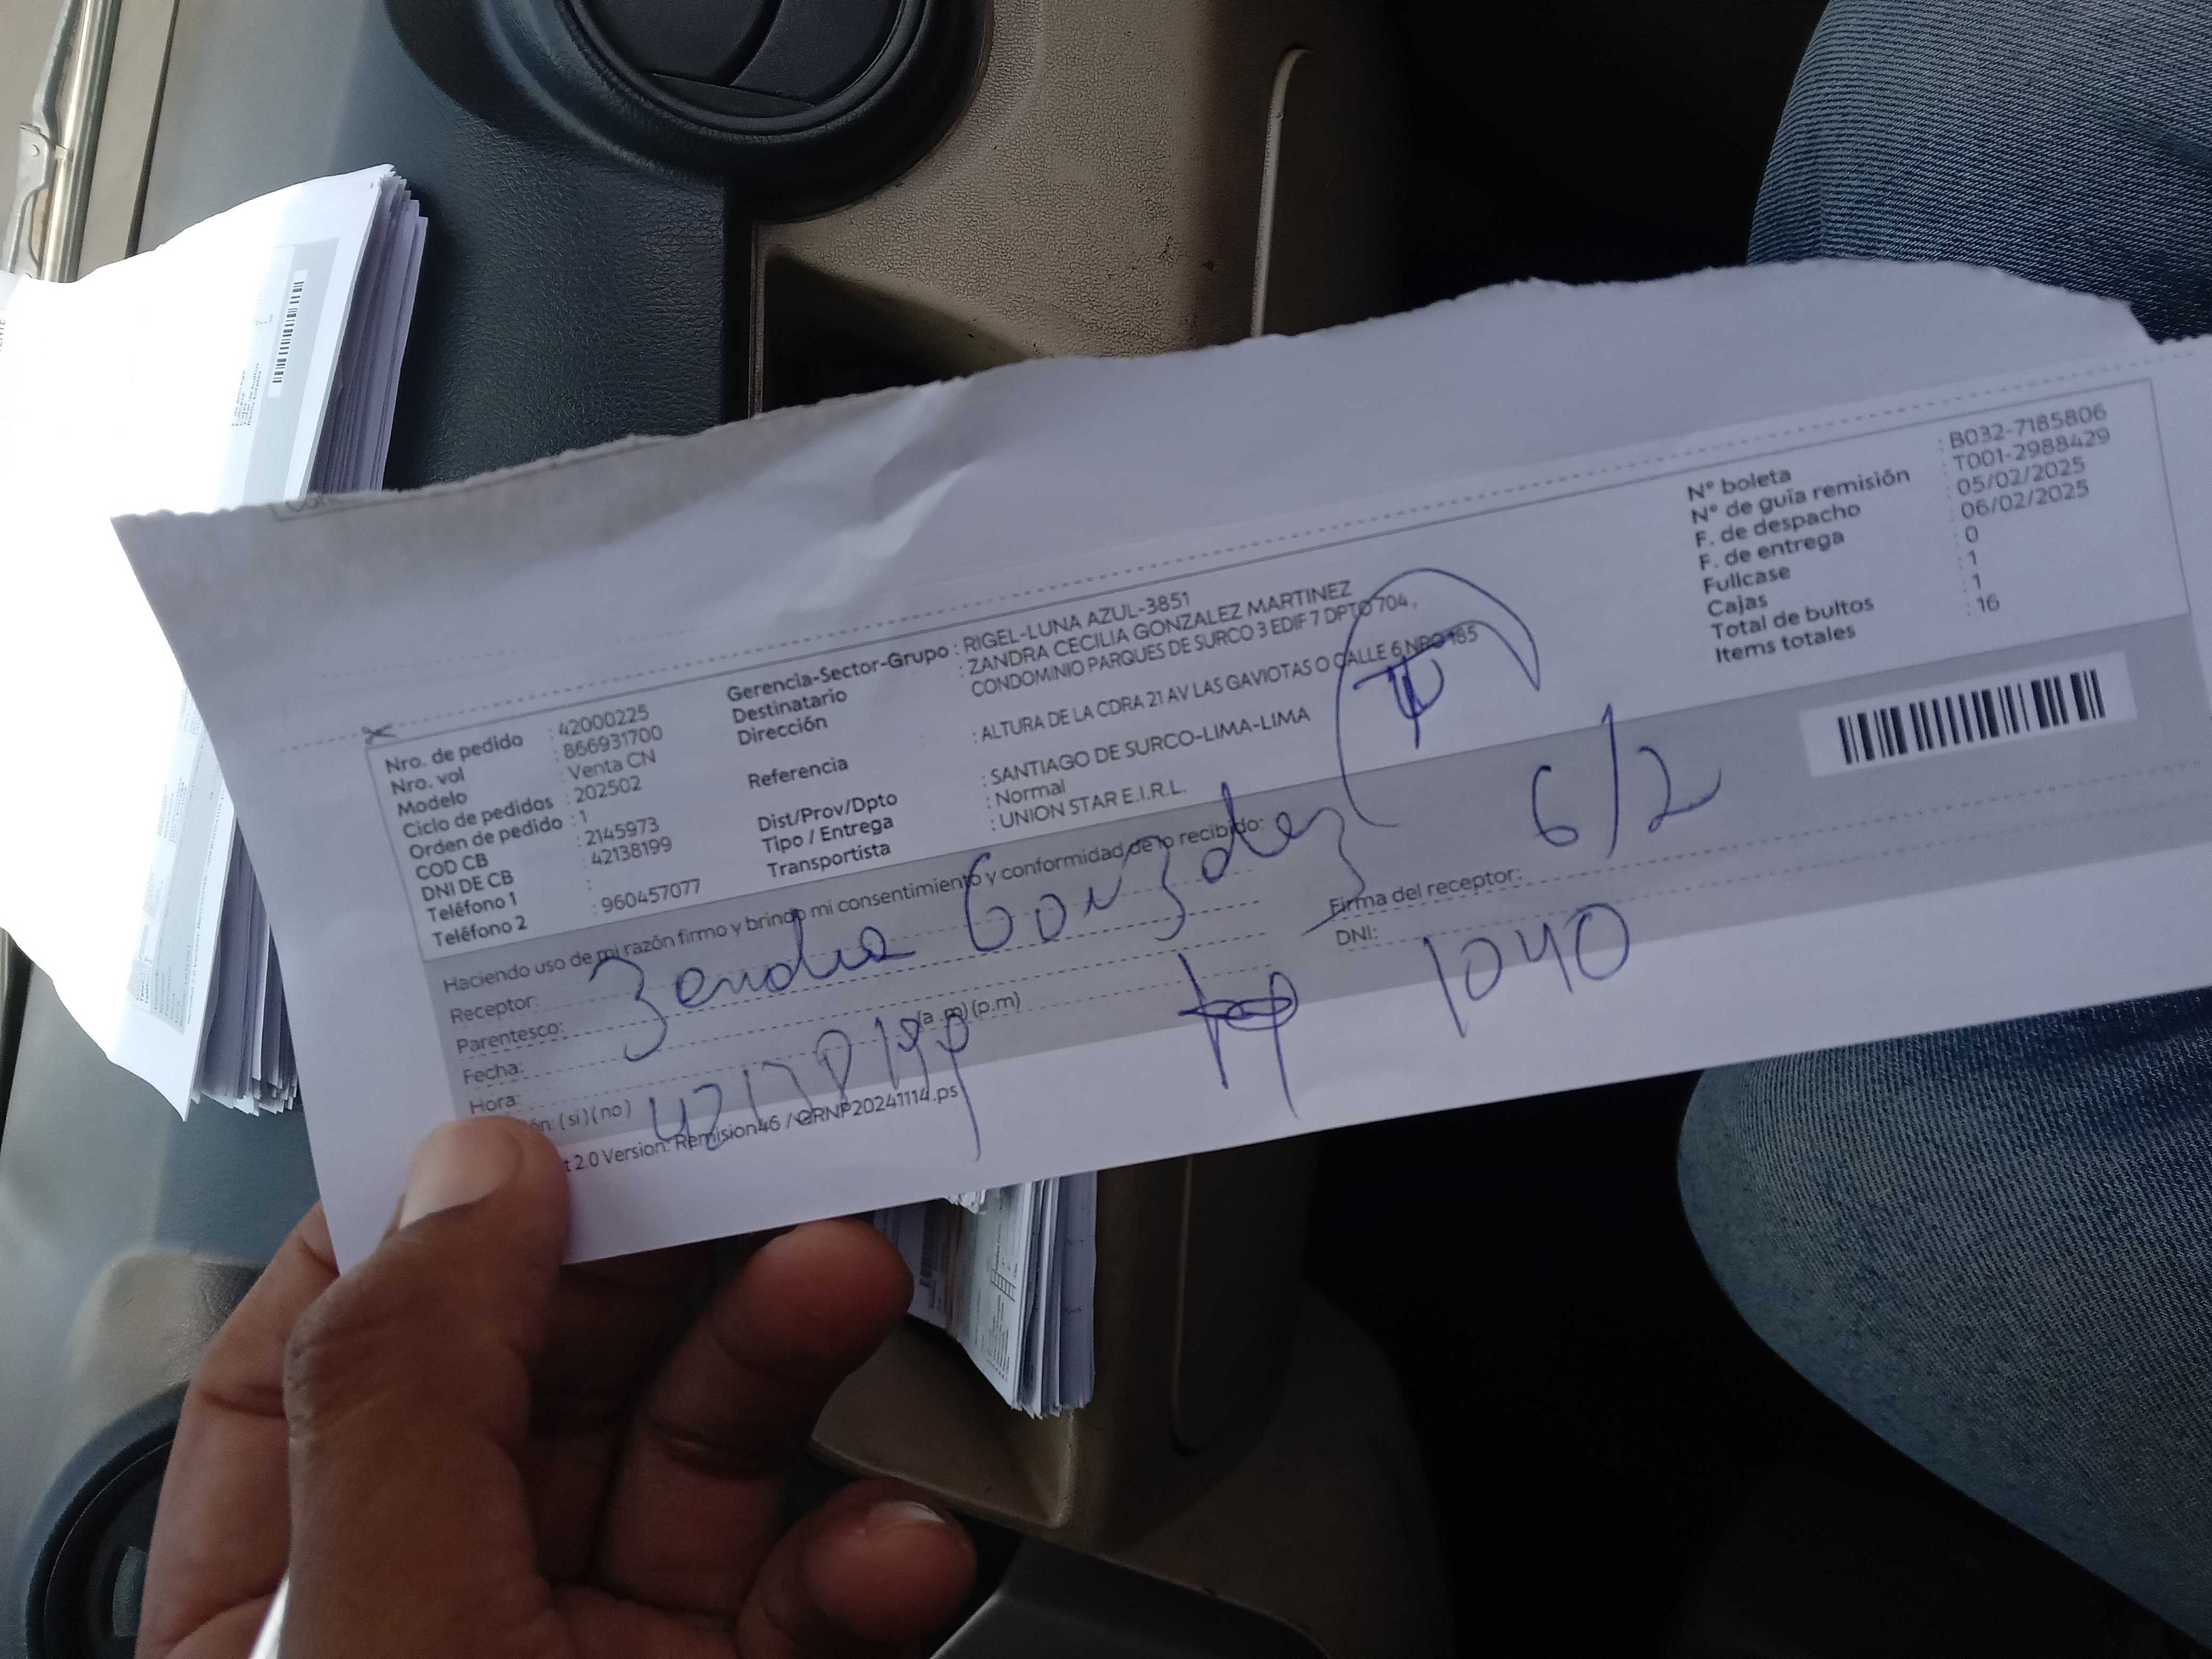 Nro. de pedido : 42000225
Nro. vol : 866931700
Modelo : Venta CN
Ciclo de pedidos : 202502
Orden de pedido : 1
COD CB : 2145973
DNI DE CB : 42138199
Teléfono 1 :
Teléfono 2 : 960457077
Gerencia-Sector-Grupo : RIGEL-LUNA AZUL-3851
Destinatario : ZANDRA CECILIA GONZALEZ MARTINEZ
Dirección CONDOMINIO PARQUES DE SURCO 3 EDIF 7 DPTO 704 ,
Referencia : ALTURA DE LA CDRA 21 AV LAS GAVIOTAS O CALLE 6 NRO 185
Dist/Prov/Dpto : SANTIAGO DE SURCO-LIMA-LIMA
Tipo / Entrega : Normal
Transportista : UNION STAR E.I.R.L.
N° boleta : B032-7185806
N° de guía remisión : T001-2988429
F. de despacho : 05/02/2025
F. de entrega : 06/02/2025
Fullcase : 0
Cajas : 1
Total de bultos : 1
Items totales : 16
Haciendo uso de mi razón firmo y brindo mi consentimiento y conformidad de lo recibido:
Receptor: Zandra Gonzalez
Parentesco:
Fecha:
Hora: (a .m) (p.m)
(si) (no) 42138199
Firma del receptor:
DNI:
6/2
1040
2.0 Version: Remision46 / GRNP20241114.ps